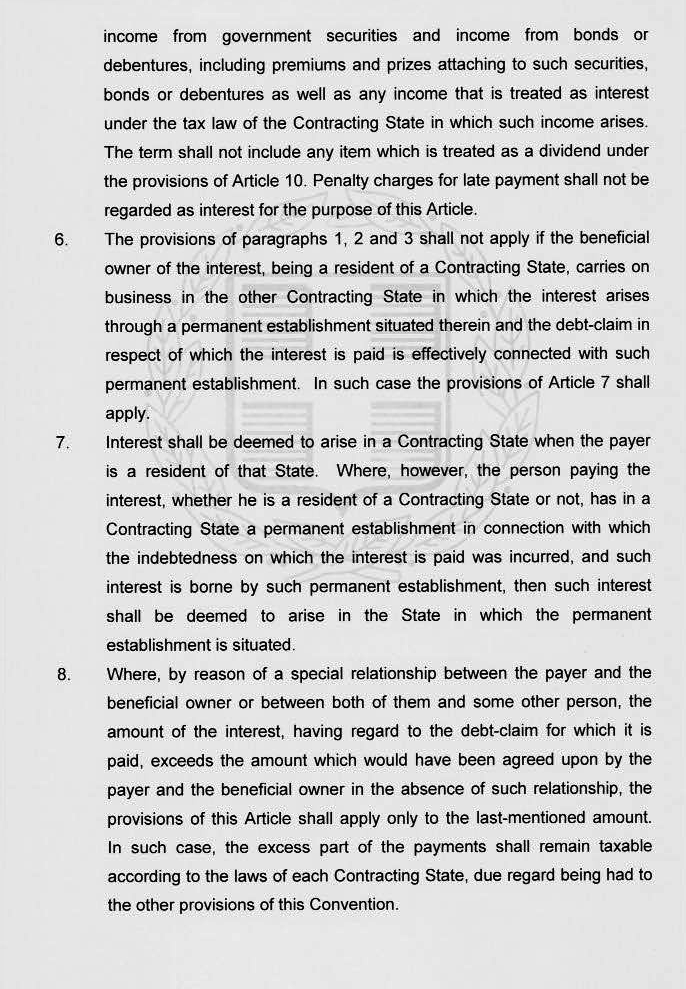 income from government securities and income from bonds or
debentures, including premiums and prizes attaching to such securities,
bonds or debentures as well as any income that is treated as interest
under the tax law of the Contracting State in which such income arises.
The term shall not include any item which is treated as a dividend under
the provisions of Article 10. Penalty charges for late payment shall not be
regarded as interest for the purpose of this Article.
6. The provisions of paragraphs 1, 2 and 3 shall not apply if the beneficial
owner of the interest, being a resident of a Contracting State, carries on
business in the other Contracting State in which the interest arises
through a permanent establishment situated therein and the debt-claim in
respect of which the interest is paid is effectively connected with such
permanent establishment. In such case the provisions of Article 7 shall
apply.
7. Interest shall be deemed to arise in a Contracting State when the payer
is a resident of that State. Where, however, the person paying the
interest, whether he is a resident of a Contracting State or not, has in a
Contracting State a permanent establishment in connection with which
the indebtedness on which the interest is paid was incurred, and such
interest is borne by such permanent establishment, then such interest
shall be deemed to arise in the State in which the permanent
establishment is situated.
8. Where, by reason of a special relationship between the payer and the
beneficial owner or between both of them and some other person, the
amount of the interest, having regard to the debt-claim for which it is
paid, exceeds the amount which would have been agreed upon by the
payer and the beneficial owner in the absence of such relationship, the
provisions of this Article shall apply only to the last-mentioned amount.
In such case, the excess part of the payments shall remain taxable
according to the laws of each Contracting State, due regard being had to
the other provisions of this Convention.